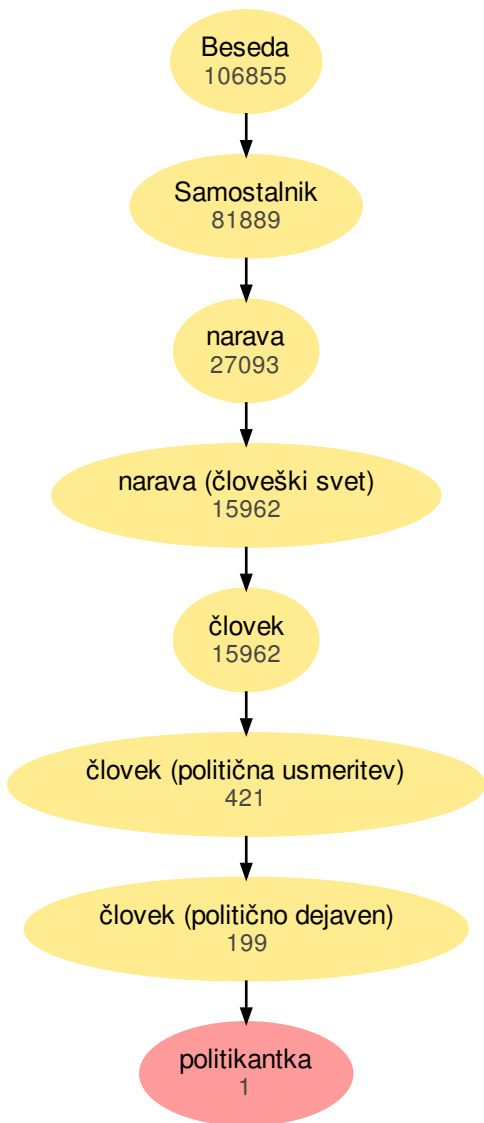 Beseda
106855
Samostalnik
81889
narava
27093
narava (človeški svet)
15962
človek
15962
človek (politična usmeritev)
421
človek (politično dejaven)
199
politikantka
1